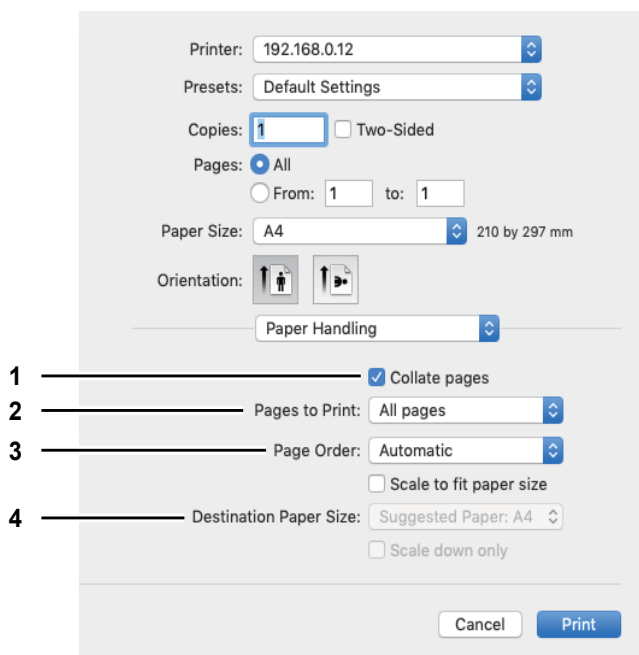 Printer: 192.168.0.12
Presets: Default Settings
Copies: 1 Two-Sided
Pages: All
From: 1 to: 1
Paper Size: A4 210 by 297 mm
Orientation:
Paper Handling
1 Collate pages
2 Pages to Print: All pages
3 Page Order: Automatic
Scale to fit paper size
4 Destination Paper Size: Suggested Paper: A4
Scale down only
Cancel Print